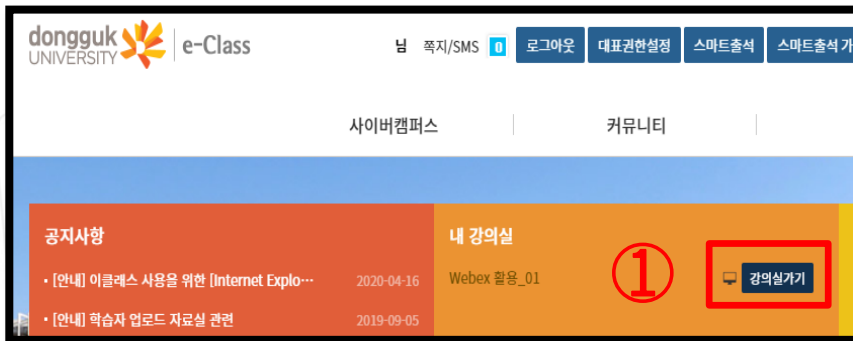 dongguk
UNIVERSITY
e-Class
님 쪽지/SMS 0 로그아웃 대표권한설정 스마트출석 스마트출석 가
사이버캠퍼스 커뮤니티
공지사항
• [안내] 이클래스 사용을 위한 [Internet Explo⋯ 2020-04-16
• [안내] 학습자 업로드 자료실 관련 2019-09-05
내 강의실
Webex 활용_01 ① 강의실가기